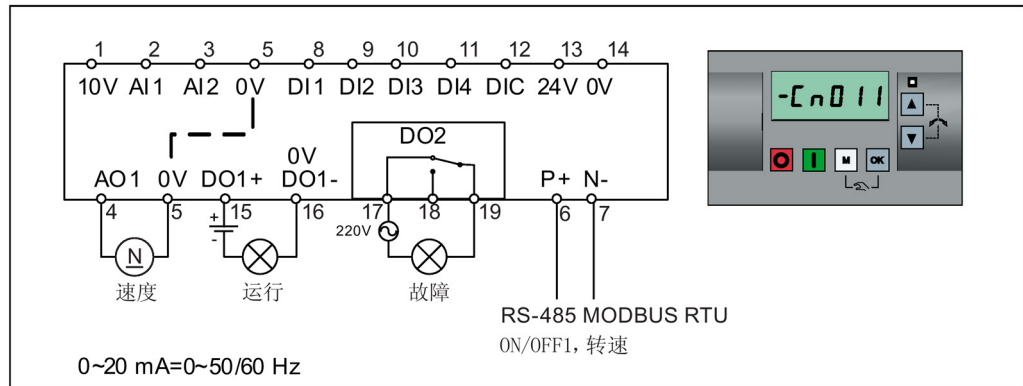 1 2 3 5 8 9 10 11 12 13 14
10V AI1 AI2 0V DI1 DI2 DI3 DI4 DIC 24V 0V
-Cn011
DO2
0V
AO1 0V DO1+ DO1- P+ N-
4 5 15 16 17 18 19 6 7
+
-
220V
N
M OK
速度 运行 故障
RS-485 MODBUS RTU
ON/OFF1, 转速
0~20 mA=0~50/60 Hz